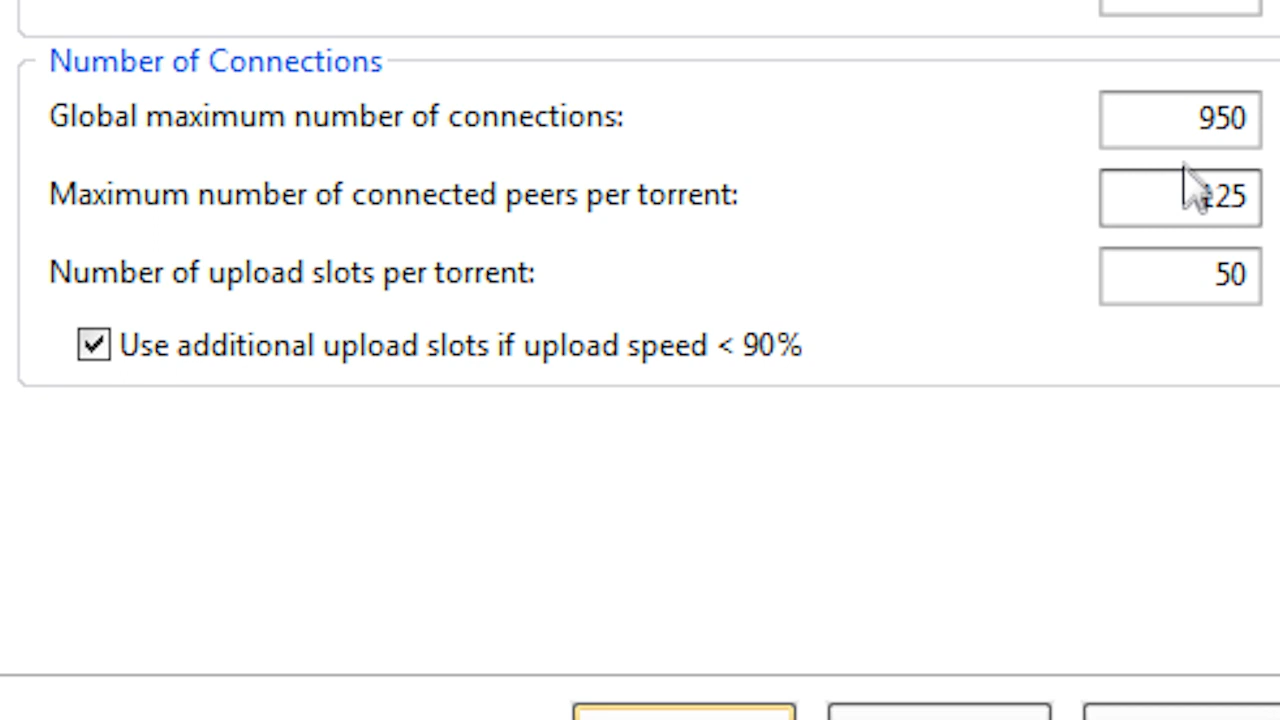 Number of Connections
Global maximum number of connections: 950
Maximum number of connected peers per torrent:
Number of upload slots per torrent: 50
Use additional upload slots if upload speed < 90%